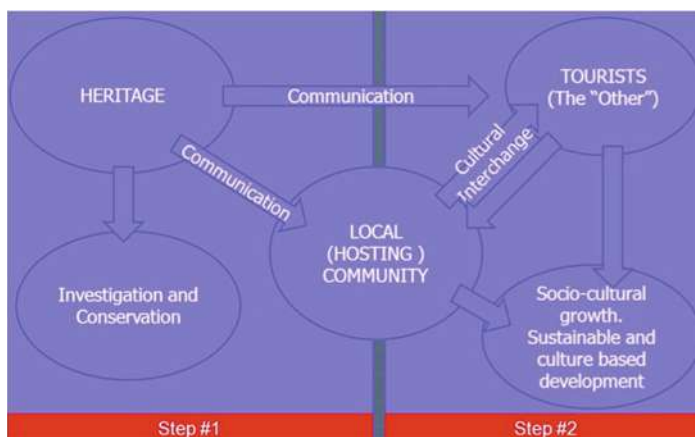 HERITAGE
Communication
TOURISTS
(The “Other”)
Communication
Cultural
Interchange
LOCAL
(HOSTING )
COMMUNITY
Investigation and
Conservation
Socio-cultural
growth.
Sustainable and
culture based
development
Step #1
Step #2